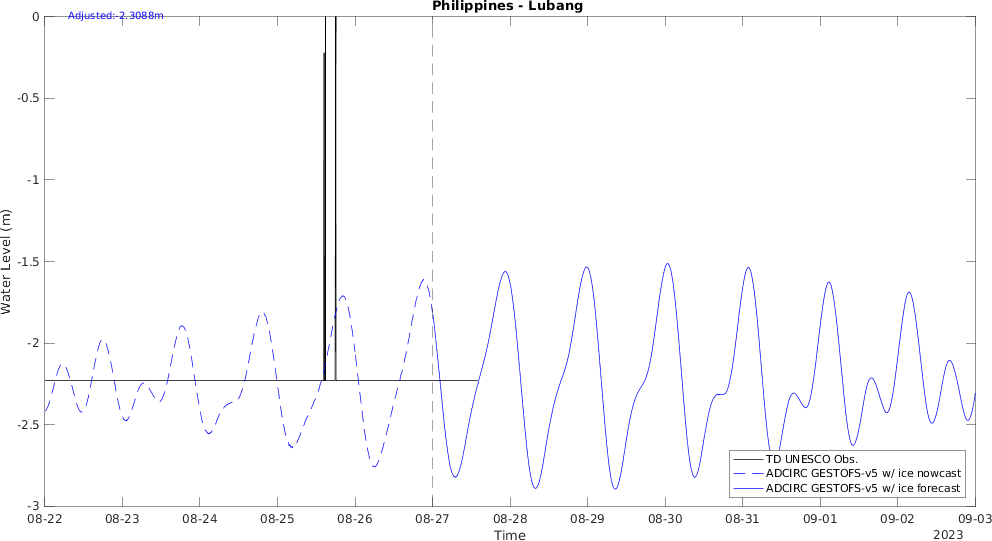 Philippines - Lubang
Adjusted:-2.3088m
0
-0.5
-1
-1.5
-2
-2.5
-3
Water Level (m)
08-22 08-23 08-24 08-25 08-26 08-27 08-28 08-29 08-30 08-31 09-01 09-02 09-03
Time
2023
TD UNESCO Obs.
ADCIRC GESTOFS-v5 w/ ice nowcast
ADCIRC GESTOFS-v5 w/ ice forecast